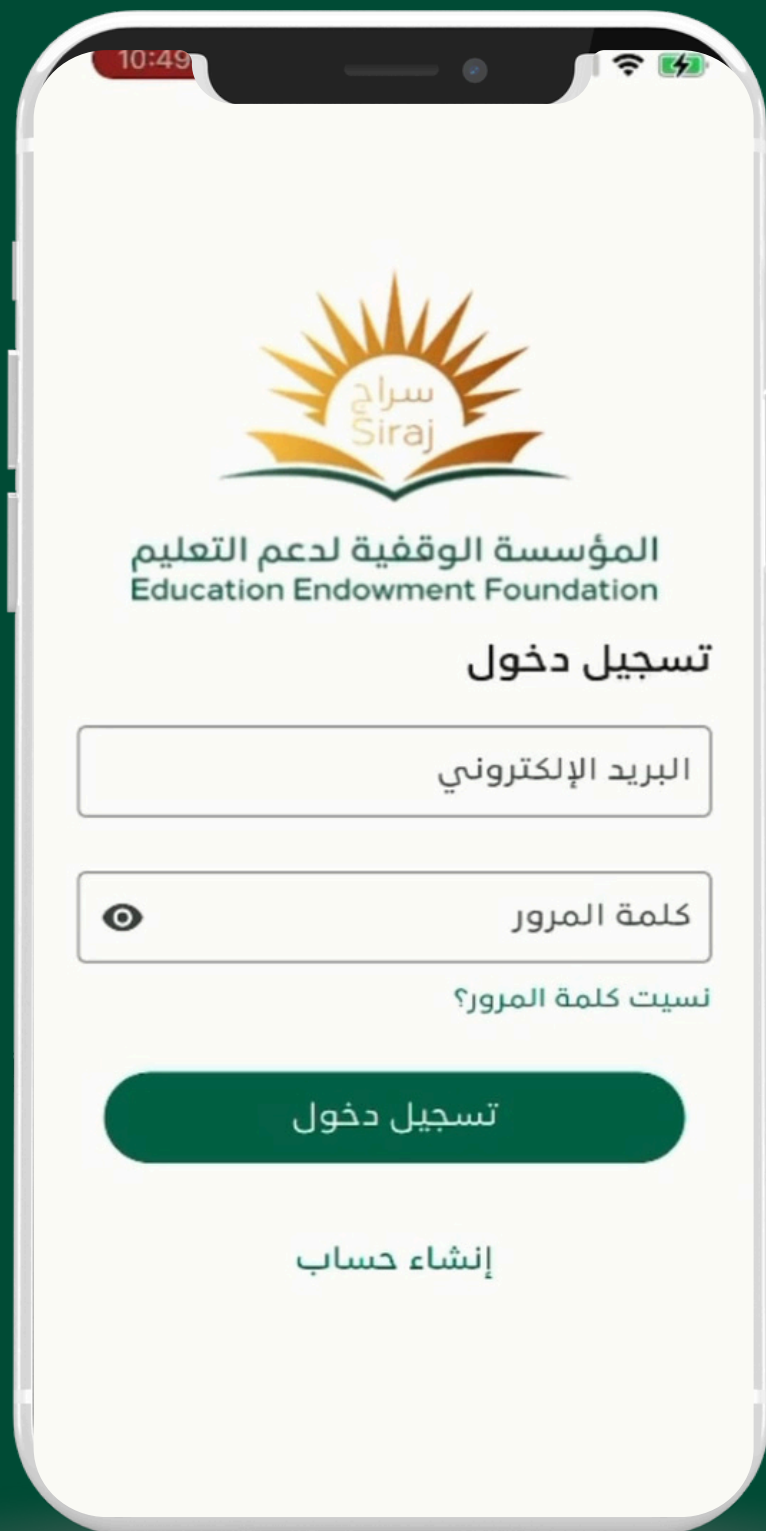 10:49
سراج
Siraj
المؤسسة الوقفية لدعم التعليم
Education Endowment Foundation
تسجيل دخول
البريد الإلكتروني
كلمة المرور
نسيت كلمة المرور؟
تسجيل دخول
إنشاء حساب